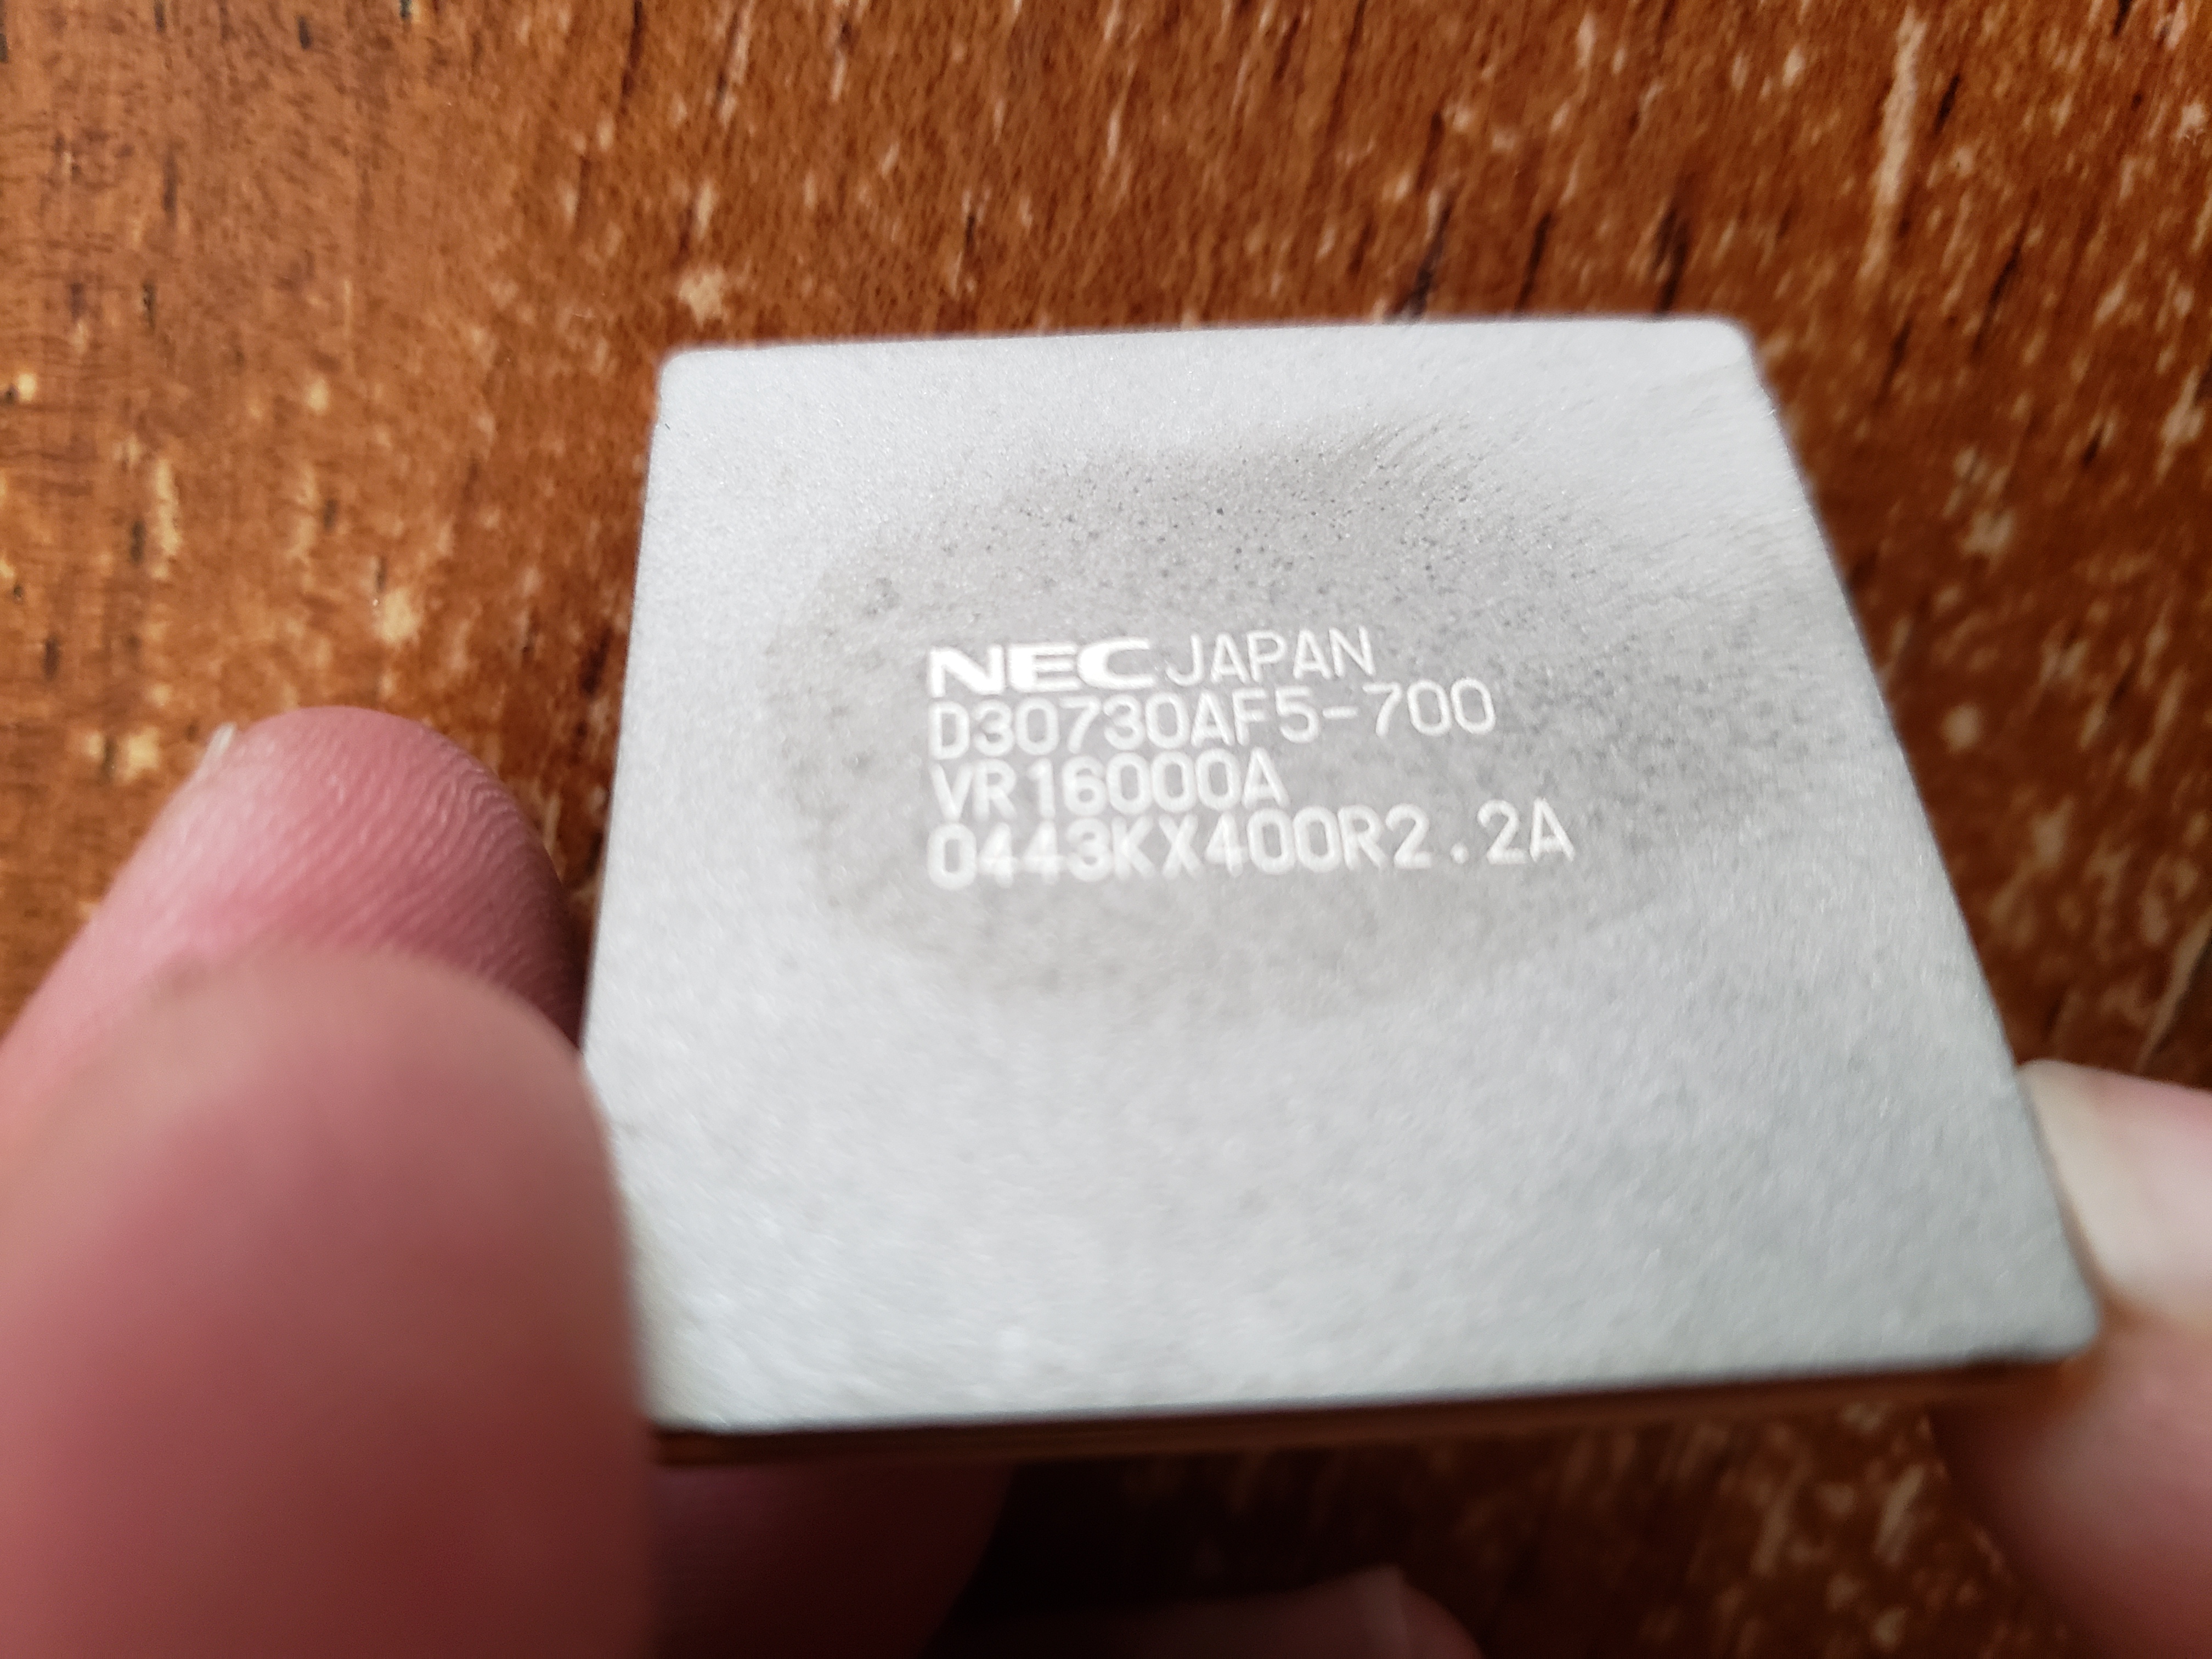 NEC JAPAN
D30730AF5-700
VR16000A
0443KX400R2.2A